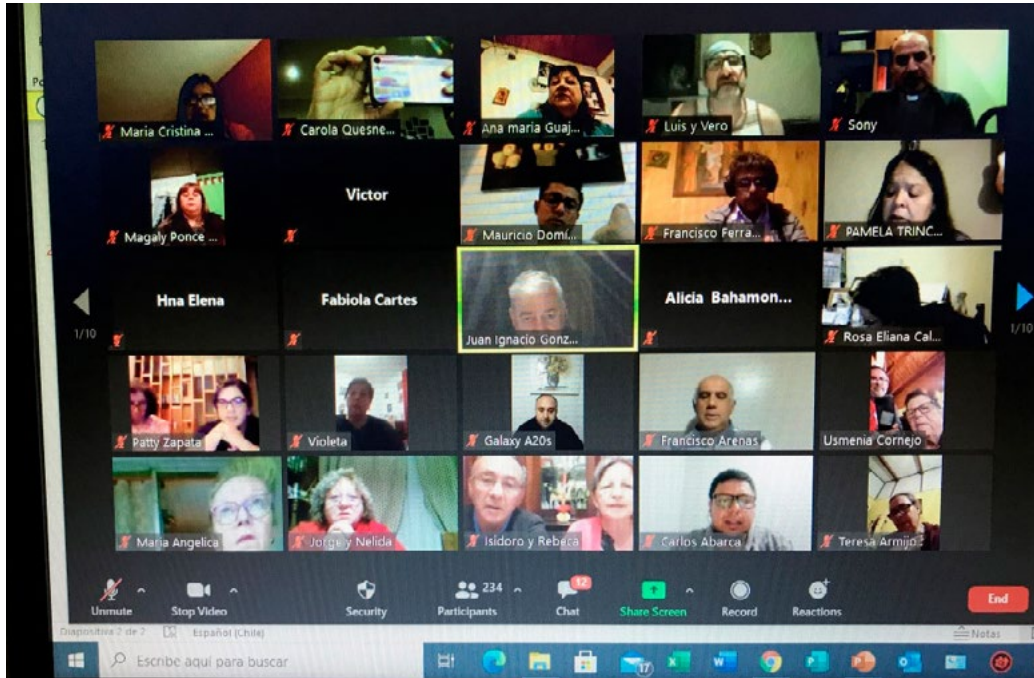 Maria Cristina ...
Carola Quesne...
Ana maria Guaj...
Luis y Vero
Sony
Magaly Ponce ...
Victor
Mauricio Domí...
Francisco Ferra...
PAMELA TRINC...
Hna Elena
Fabiola Cartes
Juan Ignacio Gonz...
Alicia Bahamon...
Rosa Eliana Cal...
1/10
1/10
Patty Zapata
Violeta
Galaxy A20s
Francisco Arenas
Usmenia Cornejo
Maria Angelica
Jorge y Nelida
Isidoro y Rebeca
Carlos Abarca
Teresa Armijo
234
12
Unmute
Stop Video
Security
Participants
Chat
Share Screen
Record
Reactions
End
Diapositiva 2 de 2
Español (Chile)
Notas
Escribe aquí para buscar
17